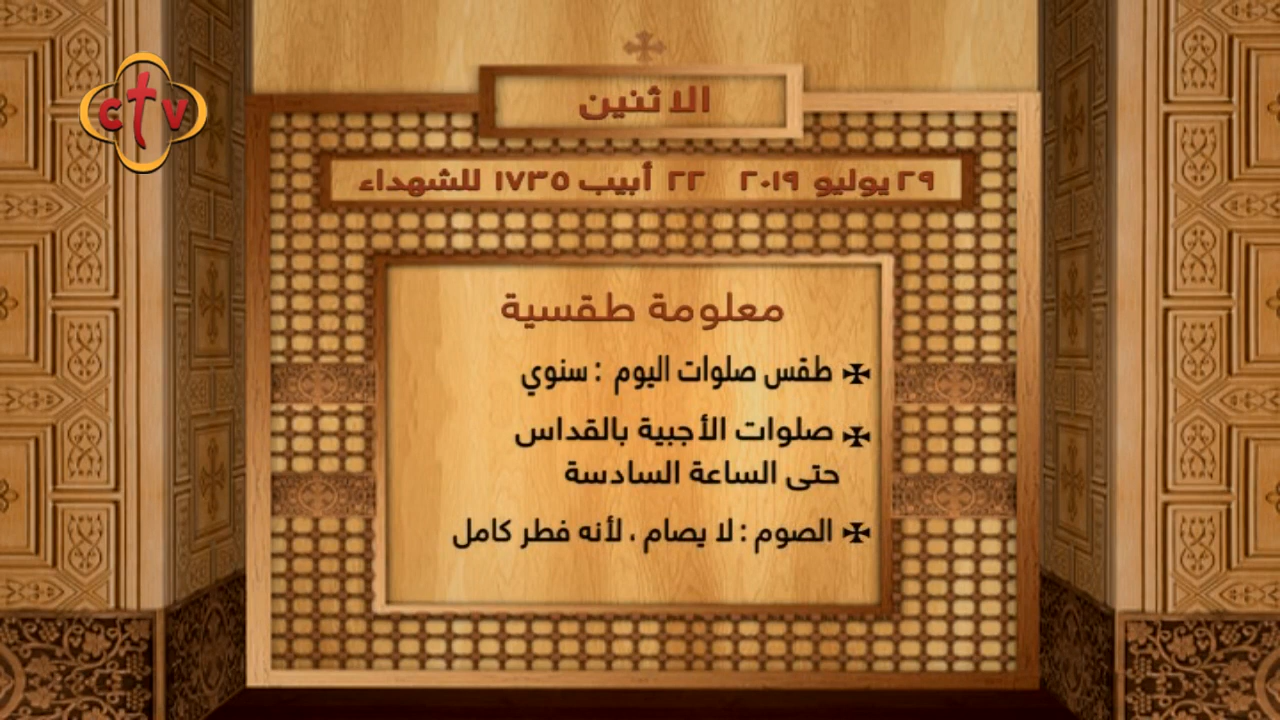 ctv
الاثنين
٢٩ يوليو ٢٠١٩ ٢٢ أبيب ١٧٣٥ للشهداء
معلومة طقسية
طقس صلوات اليوم : سنوي
صلوات الأجبية بالقداس
حتى الساعة السادسة
الصوم : لا يصام ، لأنه فطر كامل